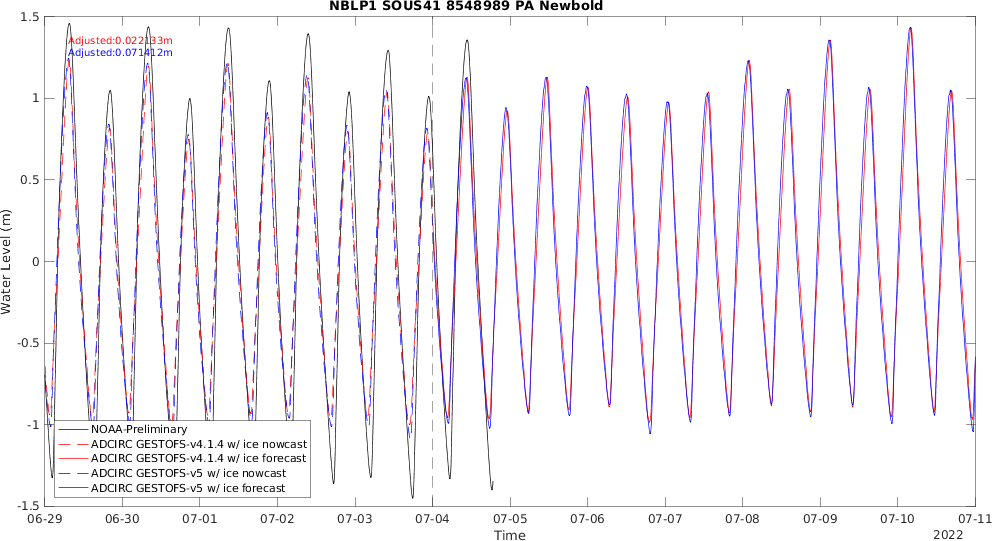 NBLP1 SOUS41 8548989 PA Newbold
Adjusted:0.022133m
Adjusted:0.071412m
1.5
1
0.5
0
-0.5
-1
-1.5
Water Level (m)
NOAA-Preliminary
ADCIRC GESTOFS-v4.1.4 w/ ice nowcast
ADCIRC GESTOFS-v4.1.4 w/ ice forecast
ADCIRC GESTOFS-v5 w/ ice nowcast
ADCIRC GESTOFS-v5 w/ ice forecast
06-29 06-30 07-01 07-02 07-03 07-04 07-05 07-06 07-07 07-08 07-09 07-10 07-11
Time
2022